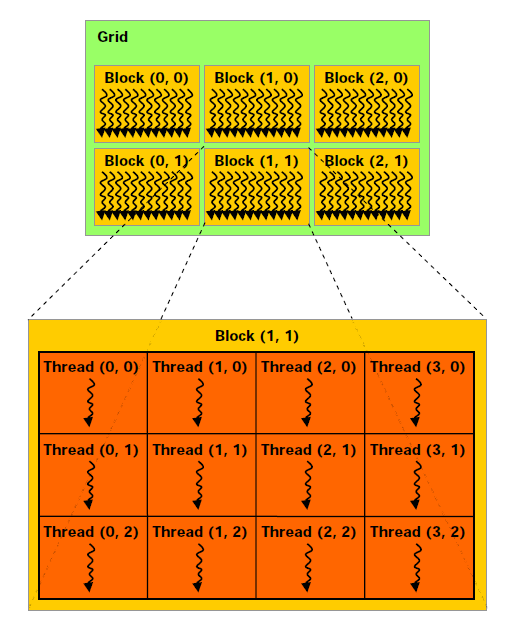 Grid
Block (0, 0) Block (1, 0) Block (2, 0)
Block (0, 1) Block (1, 1) Block (2, 1)
Block (1, 1)
Thread (0, 0) Thread (1, 0) Thread (2, 0) Thread (3, 0)
Thread (0, 1) Thread (1, 1) Thread (2, 1) Thread (3, 1)
Thread (0, 2) Thread (1, 2) Thread (2, 2) Thread (3, 2)